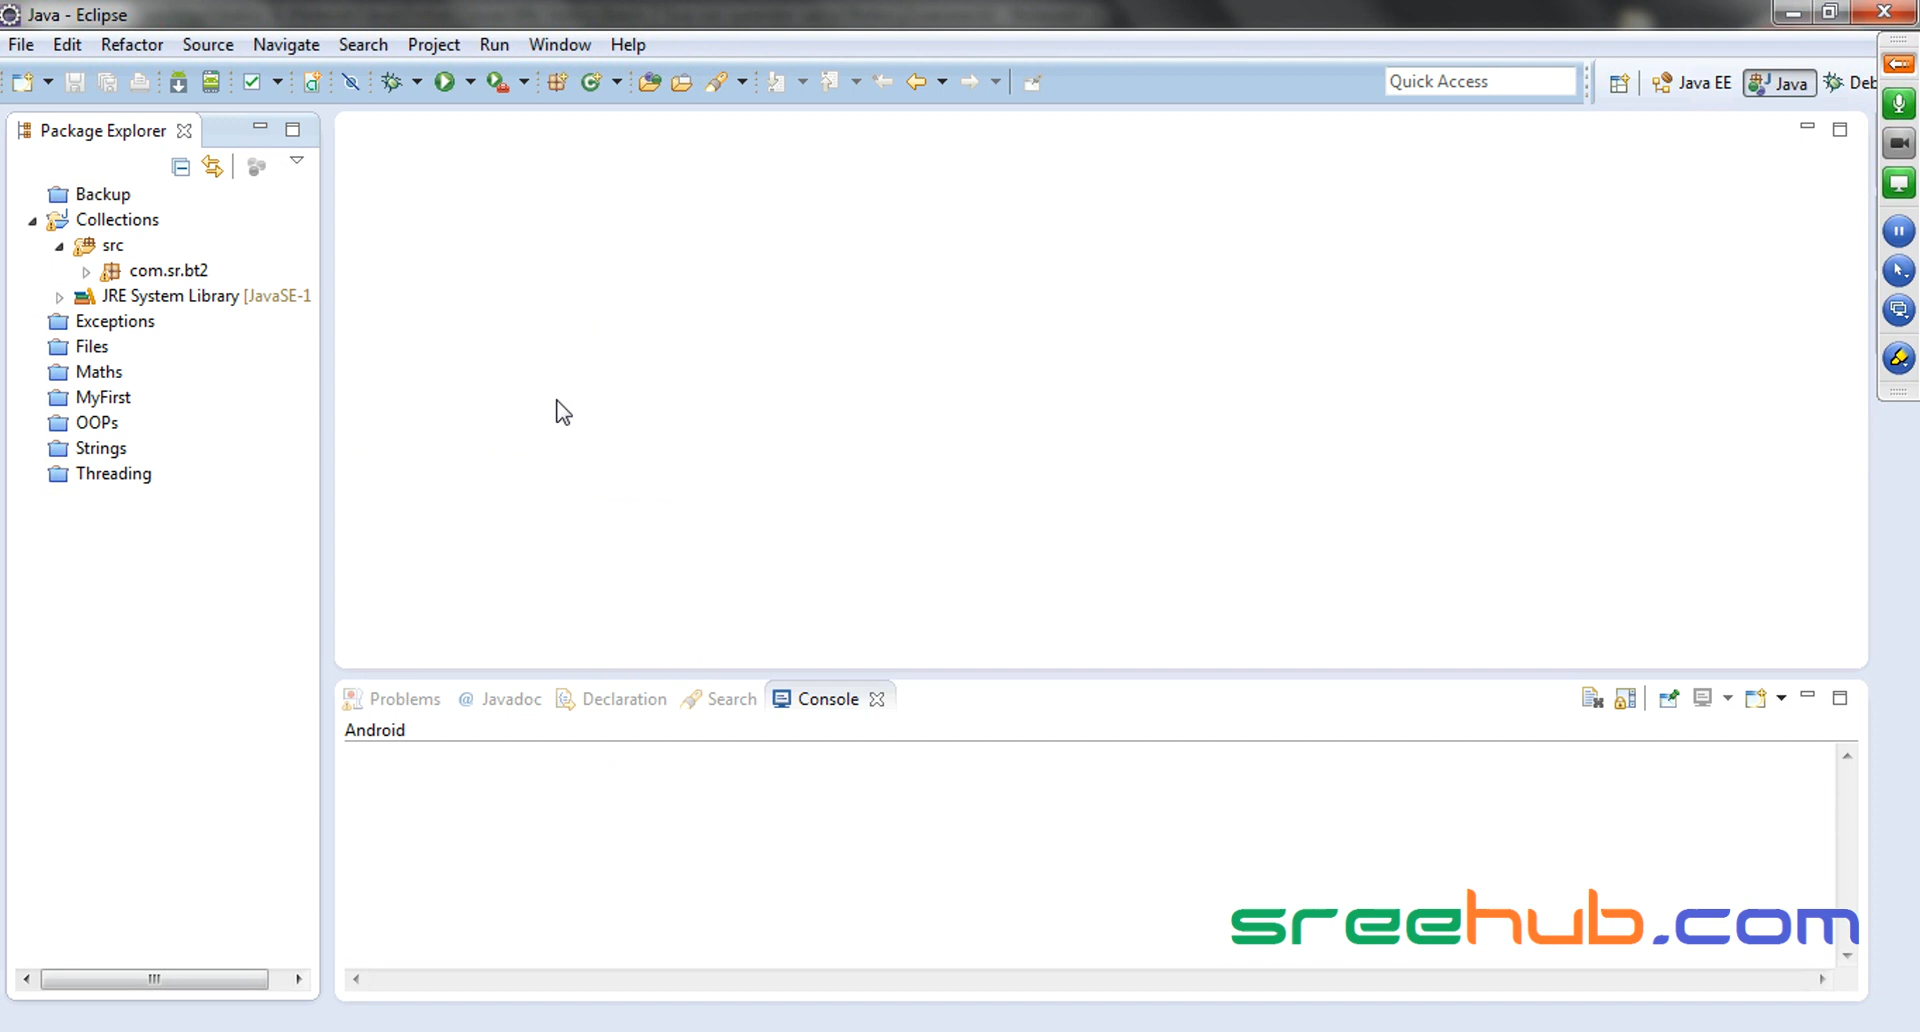 Java - Eclipse
File Edit Refactor Source Navigate Search Project Run Window Help
Quick Access
Java EE
Java
Deb
Package Explorer
Backup
Collections
src
com.sr.bt2
JRE System Library [JavaSE-1
Exceptions
Files
Maths
MyFirst
OOPs
Strings
Threading
Problems @ Javadoc Declaration Search Console
Android
sreehub.com